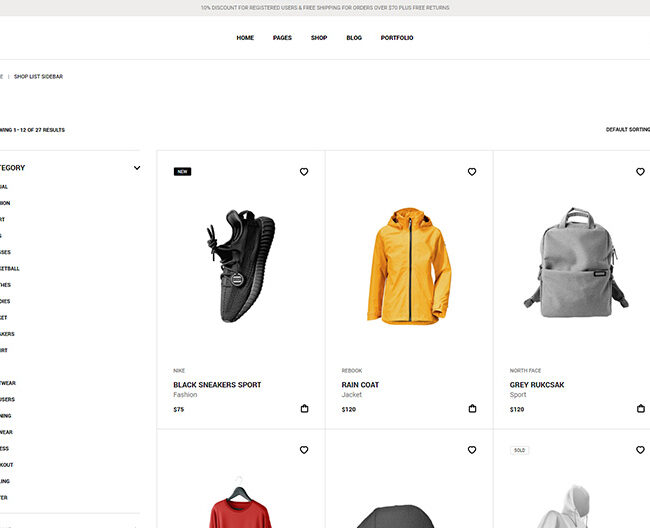 10% DISCOUNT FOR REGISTERED USERS & FREE SHIPPING FOR ORDERS OVER $70 PLUS FREE RETURNS
HOME PAGES SHOP BLOG PORTFOLIO
E | SHOP LIST SIDEBAR
WING 1–12 OF 27 RESULTS
DEFAULT SORTING
TEGORY
UAL
HION
RT
S
SSES
KETBALL
THES
DIES
KET
AKERS
IRT
TWEAR
USERS
NING
WEAR
ESS
KOUT
LING
TER
NEW
NIKE
BLACK SNEAKERS SPORT
Fashion
$75
REBOOK
RAIN COAT
Jacket
$120
NORTH FACE
GREY RUKCSAK
Sport
$120
SOLD